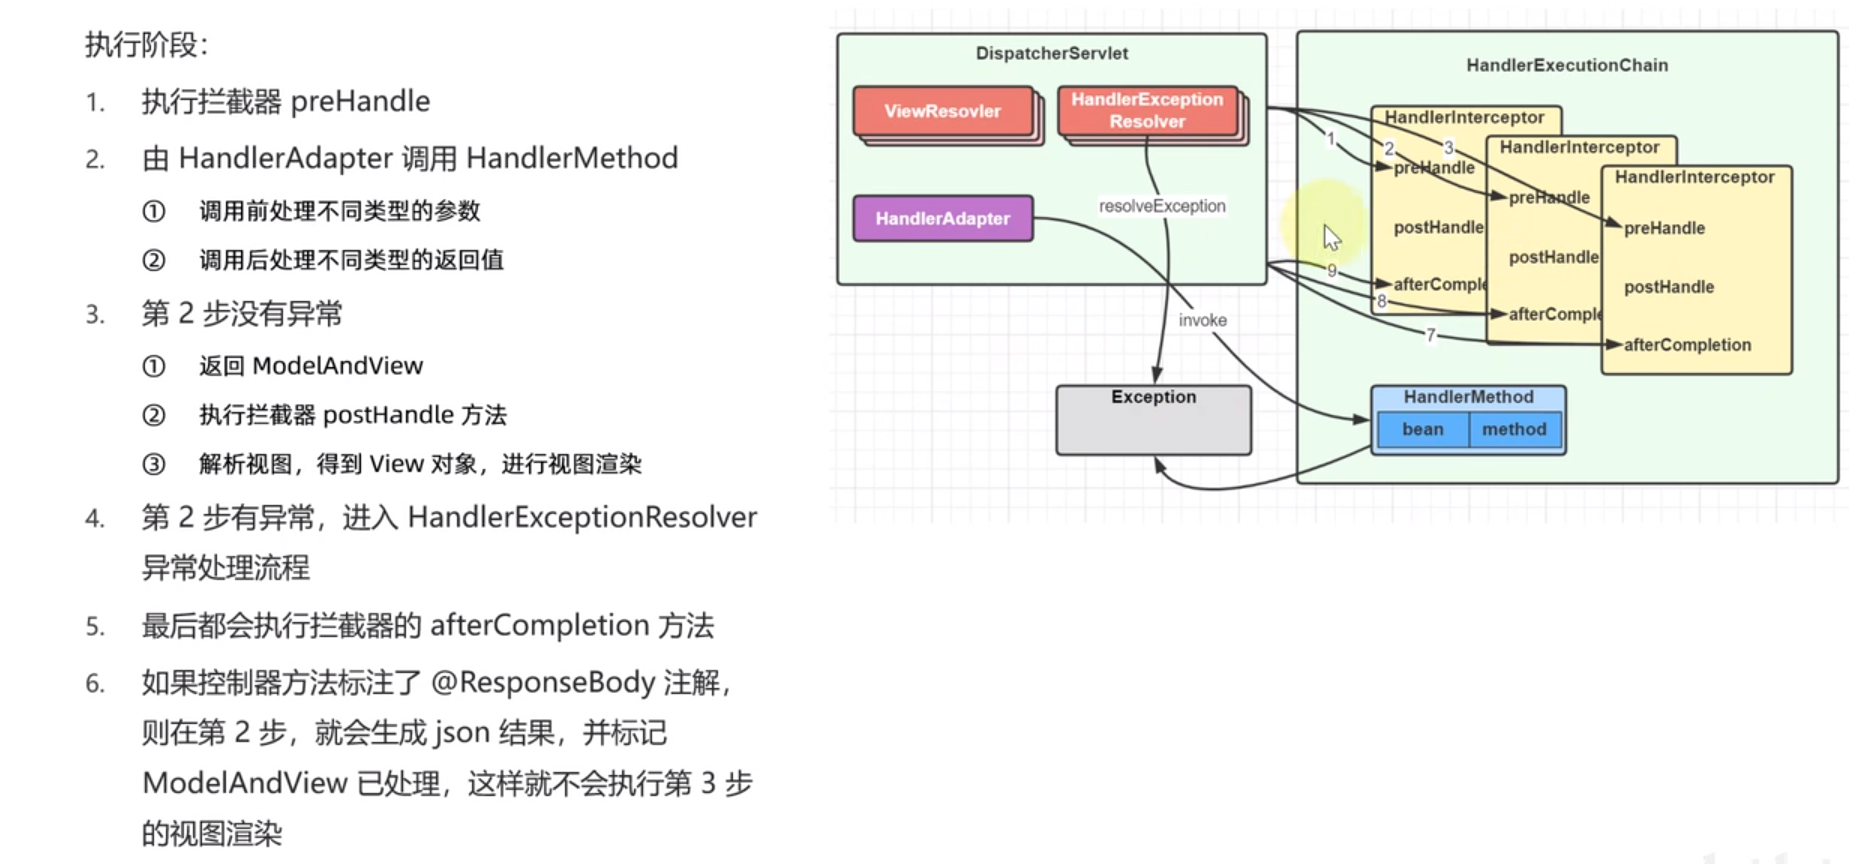 执行阶段：
1. 执行拦截器 preHandle
2. 由 HandlerAdapter 调用 HandlerMethod
① 调用前处理不同类型的参数
② 调用后处理不同类型的返回值
3. 第 2 步没有异常
① 返回 ModelAndView
② 执行拦截器 postHandle 方法
③ 解析视图，得到 View 对象，进行视图渲染
4. 第 2 步有异常，进入 HandlerExceptionResolver
异常处理流程
5. 最后都会执行拦截器的 afterCompletion 方法
6. 如果控制器方法标注了 @ResponseBody 注解，
则在第 2 步，就会生成 json 结果，并标记
ModelAndView 已处理，这样就不会执行第 3 步
的视图渲染
DispatcherServlet
ViewResovler
HandlerException
Resolver
HandlerAdapter
resolveException
invoke
Exception
HandlerExecutionChain
1
2
3
HandlerInterceptor
preHandle
postHandle
afterComple
HandlerInterceptor
preHandle
postHandle
afterComple
HandlerInterceptor
preHandle
postHandle
afterCompletion
9
8
7
HandlerMethod
bean
method